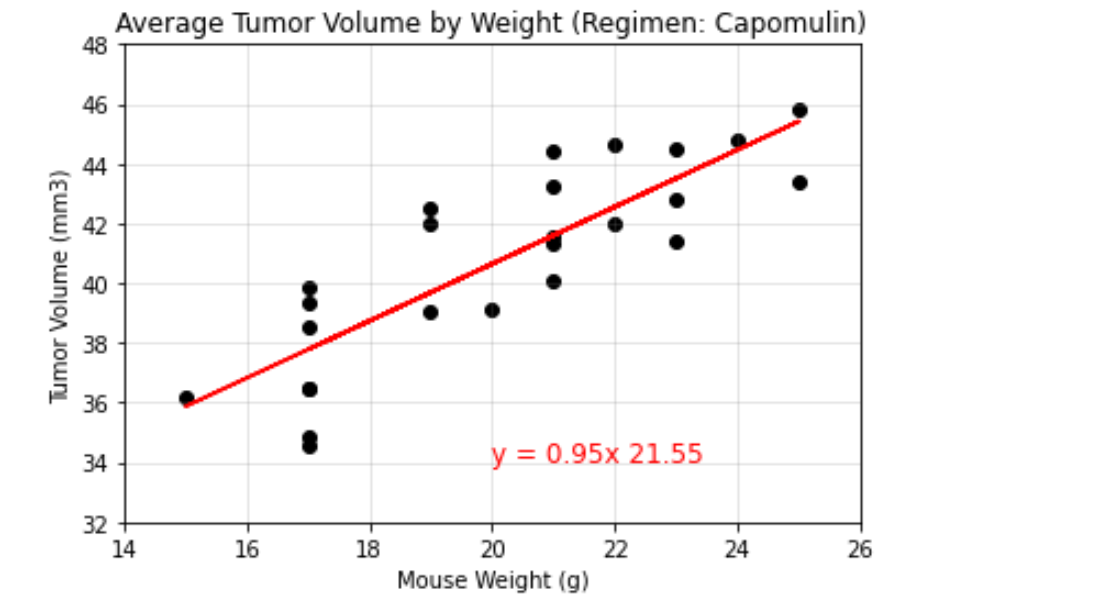 Average Tumor Volume by Weight (Regimen: Capomulin)
48
46
44
42
40
38
36
34
32
Tumor Volume (mm3)
y = 0.95x 21.55
14 16 18 20 22 24 26
Mouse Weight (g)